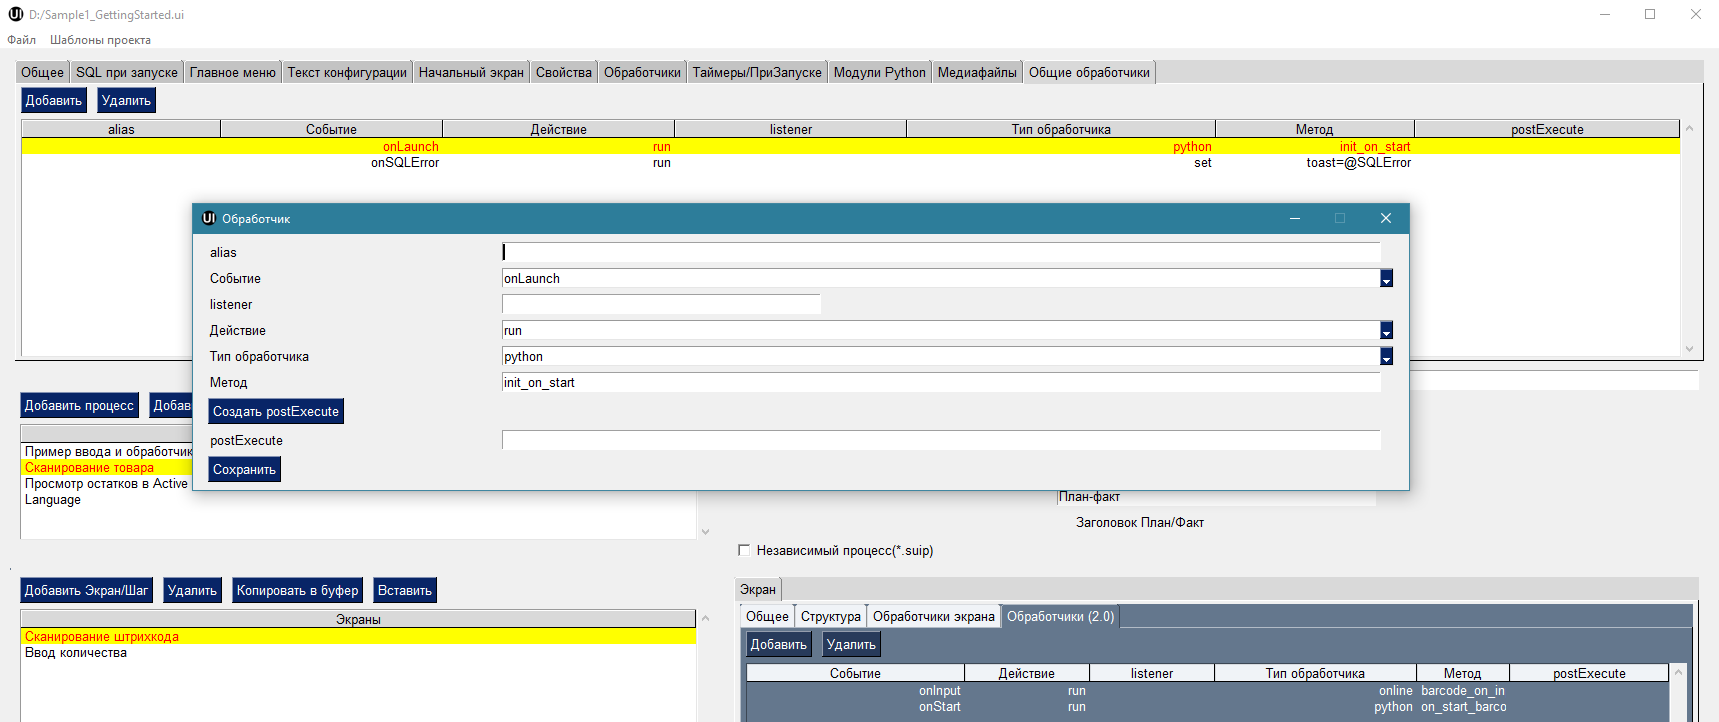 UI D:/Sample1_GettingStarted.ui
Файл Шаблоны проекта
Общее SQL при запуске Главное меню Текст конфигурации Начальный экран Свойства Обработчики Таймеры/ПриЗапуске Модули Python Медиафайлы Общие обработчики
Добавить Удалить
alias Событие Действие listener Тип обработчика Метод postExecute
onLaunch run python init_on_start
onSQLError run set toast=@SQLError
UI Обработчик
alias
Событие onLaunch
listener
Действие run
Тип обработчика python
Метод init_on_start
Создать postExecute
postExecute
Сохранить
Добавить процесс Добав
Пример ввода и обработчик
Сканирование товара
Просмотр остатков в Active
Language
План-факт
Заголовок План/Факт
Независимый процесс(*.suip)
Добавить Экран/Шаг Удалить Копировать в буфер Вставить
Экраны
Сканирование штрихкода
Ввод количества
Экран
Общее Структура Обработчики экрана Обработчики (2.0)
Добавить Удалить
Событие Действие listener Тип обработчика Метод postExecute
onInput run online barcode_on_in
onStart run python on_start_barco